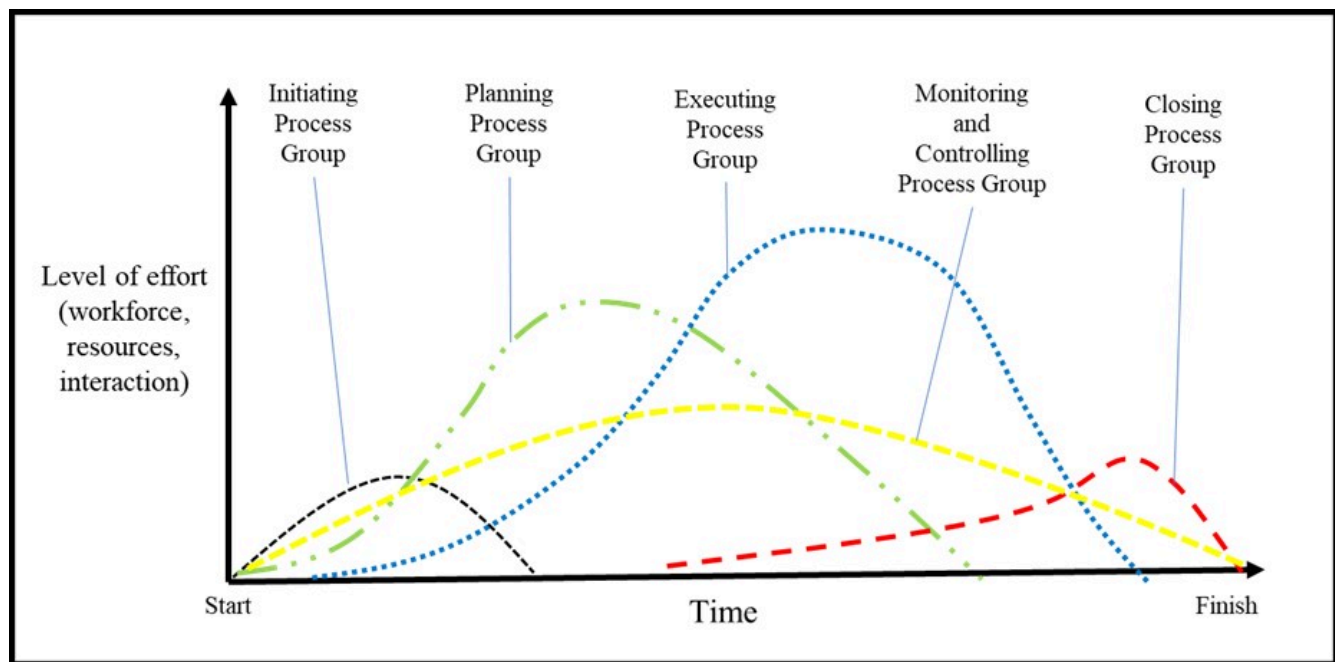 Initiating
Process
Group
Planning
Process
Group
Executing
Process
Group
Monitoring
and
Controlling
Process Group
Closing
Process
Group
Level of effort
(workforce,
resources,
interaction)
Start
Time
Finish